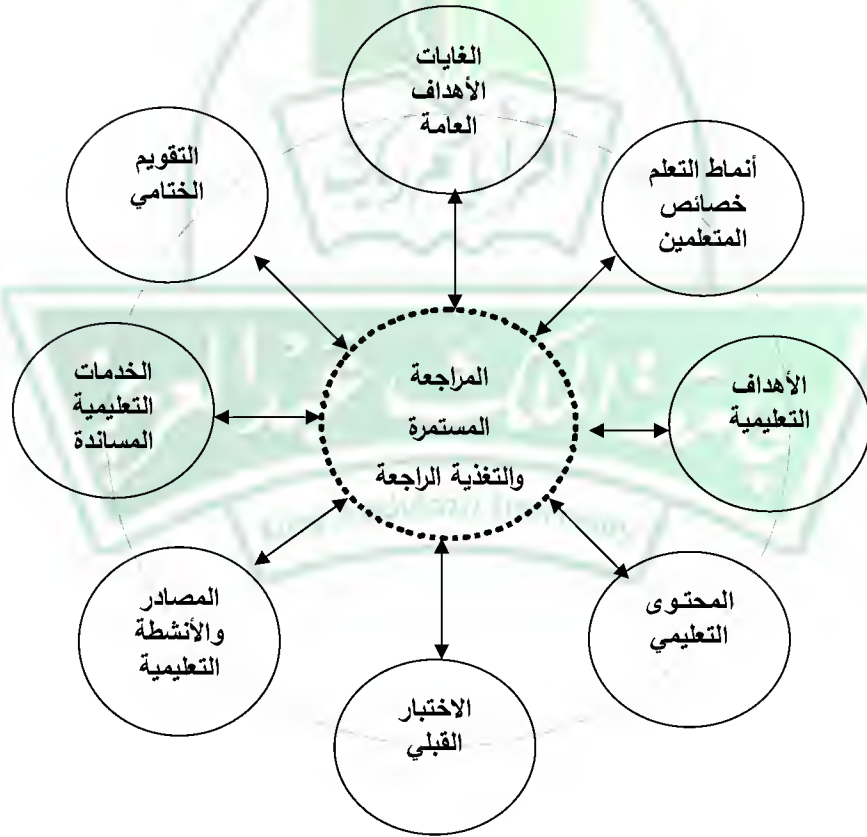 الغايات
الأهداف
العامة
أنماط التعلم
خصائص
المتعلمين
الأهداف
التعليمية
المحتوى
التعليمي
الاختبار
القبلي
المصادر
والأنشطة
التعليمية
الخدمات
التعليمية
المساندة
التقويم
الختامي
المراجعة
المستمرة
والتغذية الراجعة